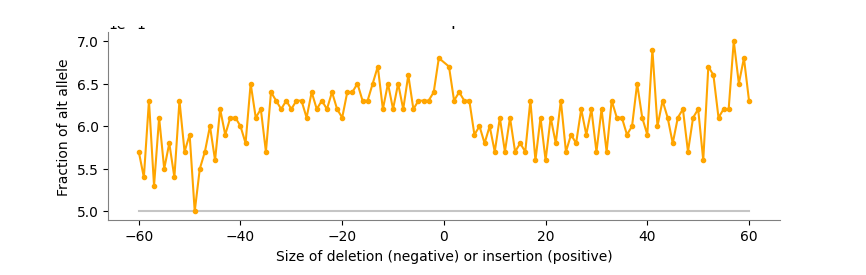 7.0
6.5
6.0
5.5
5.0
Fraction of alt allele
−60 −40 −20 0 20 40 60
Size of deletion (negative) or insertion (positive)